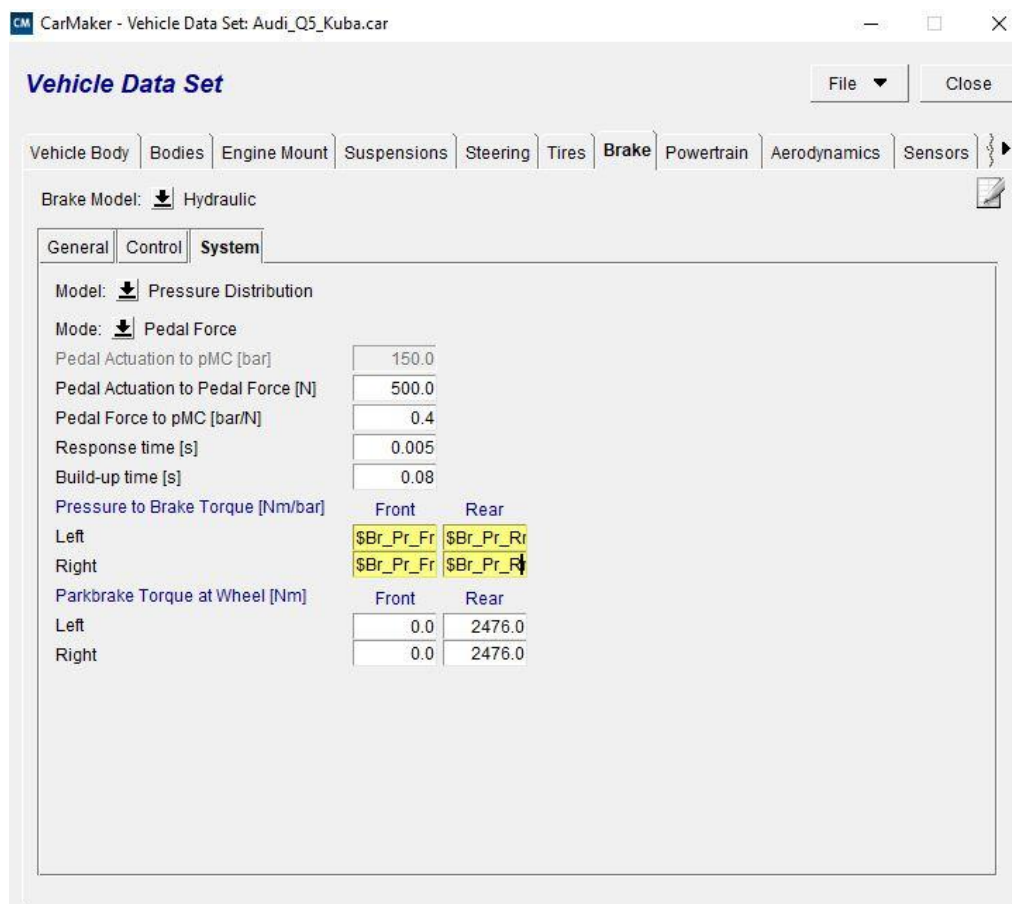 CM CarMaker - Vehicle Data Set: Audi_Q5_Kuba.car
Vehicle Data Set
File Close
Vehicle Body Bodies Engine Mount Suspensions Steering Tires Brake Powertrain Aerodynamics Sensors
Brake Model: Hydraulic
General Control System
Model: Pressure Distribution
Mode: Pedal Force
Pedal Actuation to pMC [bar] 150.0
Pedal Actuation to Pedal Force [N] 500.0
Pedal Force to pMC [bar/N] 0.4
Response time [s] 0.005
Build-up time [s] 0.08
Pressure to Brake Torque [Nm/bar] Front Rear
Left $Br_Pr_Fr $Br_Pr_Rr
Right $Br_Pr_Fr $Br_Pr_Rr
Parkbrake Torque at Wheel [Nm] Front Rear
Left 0.0 2476.0
Right 0.0 2476.0